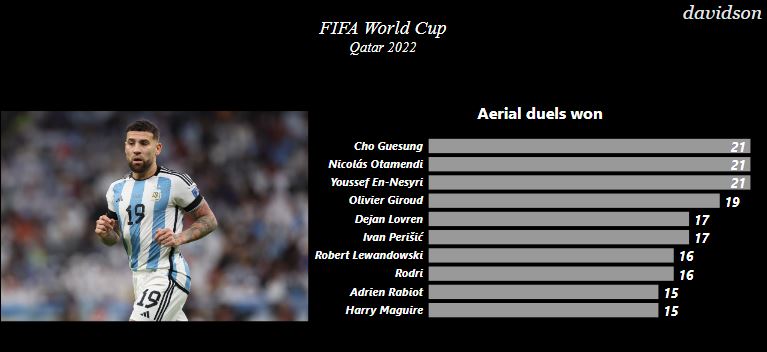 davidson
FIFA World Cup
Qatar 2022
Aerial duels won
Cho Guesung 21
Nicolás Otamendi 21
Youssef En-Nesyri 21
Olivier Giroud 19
Dejan Lovren 17
Ivan Perišić 17
Robert Lewandowski 16
Rodri 16
Adrien Rabiot 15
Harry Maguire 15
19
19